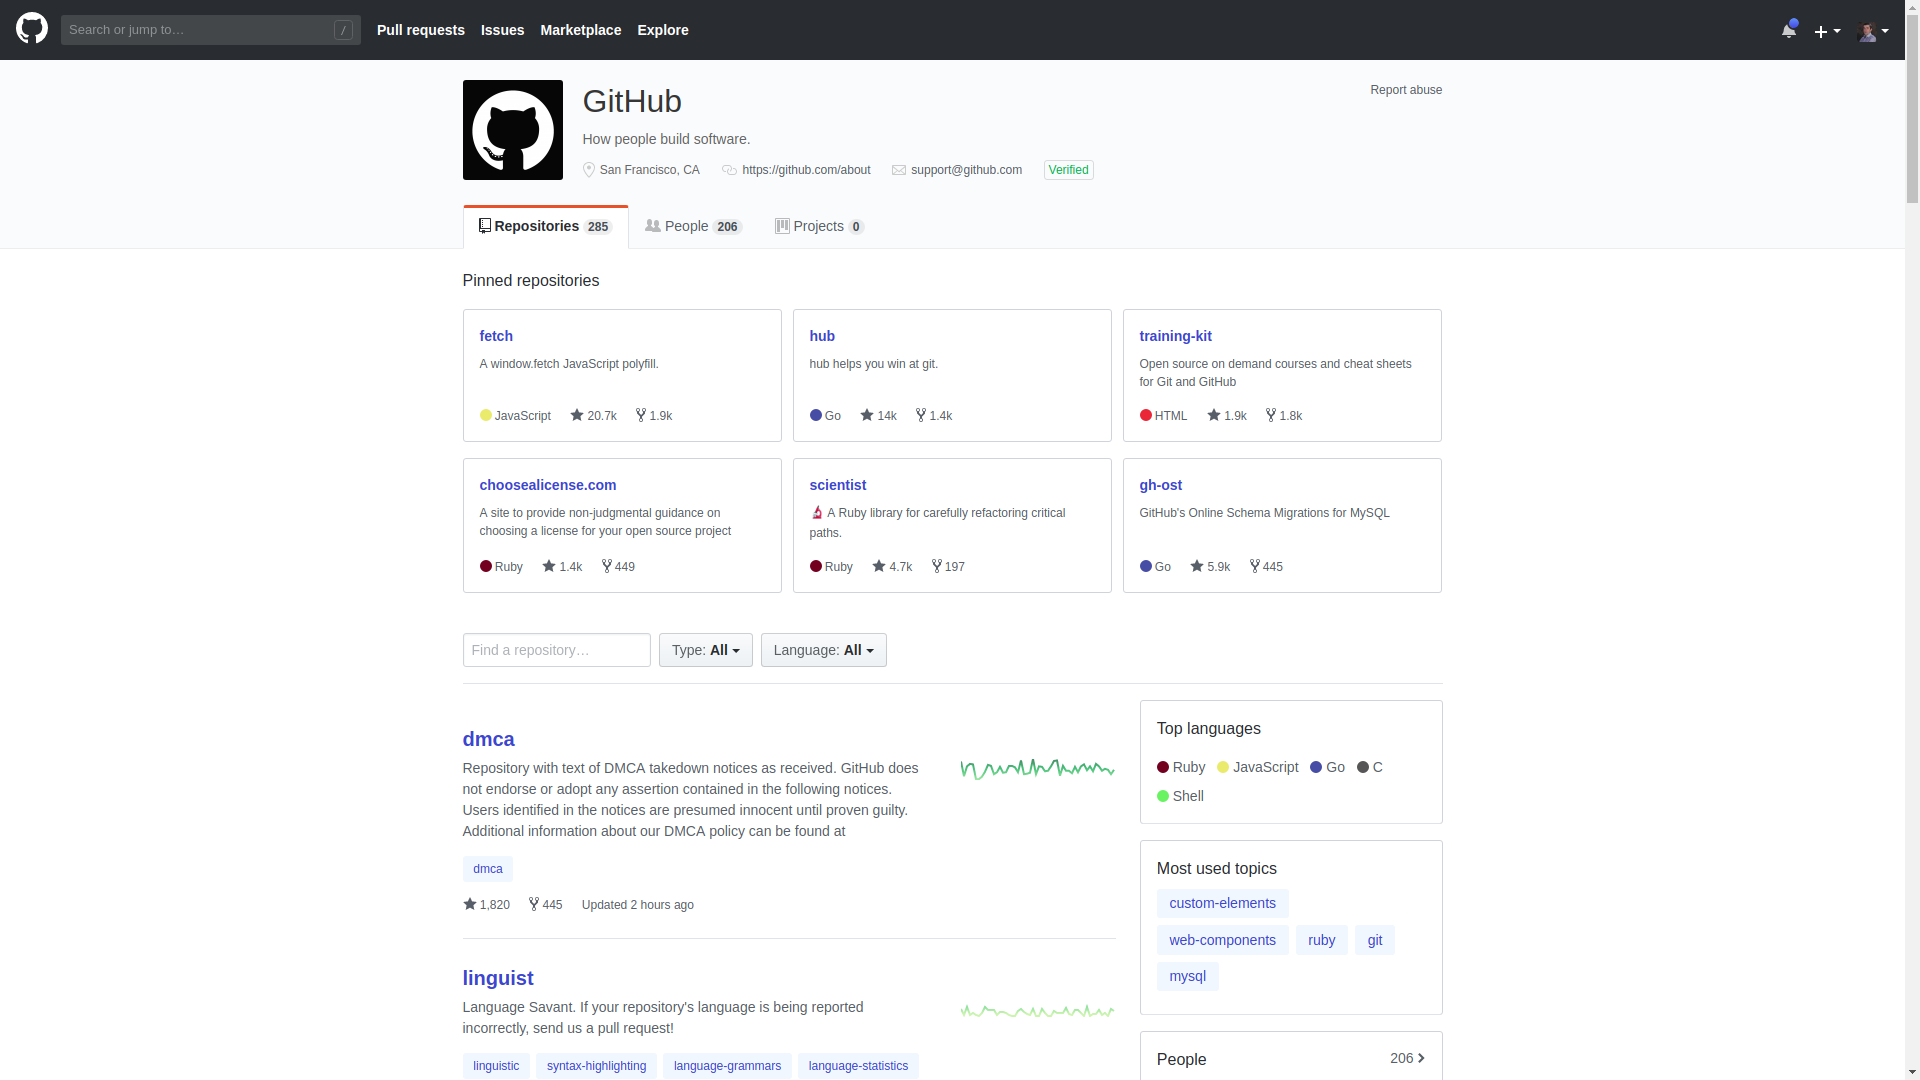 Search or jump to…
/
Pull requests Issues Marketplace Explore
GitHub
Report abuse
How people build software.
San Francisco, CA https://github.com/about support@github.com Verified
Repositories 285 People 206 Projects 0
Pinned repositories
fetch
A window.fetch JavaScript polyfill.
JavaScript 20.7k 1.9k
hub
hub helps you win at git.
Go 14k 1.4k
training-kit
Open source on demand courses and cheat sheets
for Git and GitHub
HTML 1.9k 1.8k
choosealicense.com
A site to provide non-judgmental guidance on
choosing a license for your open source project
Ruby 1.4k 449
scientist
A Ruby library for carefully refactoring critical
paths.
Ruby 4.7k 197
gh-ost
GitHub's Online Schema Migrations for MySQL
Go 5.9k 445
Find a repository… Type: All Language: All
dmca
Repository with text of DMCA takedown notices as received. GitHub does
not endorse or adopt any assertion contained in the following notices.
Users identified in the notices are presumed innocent until proven guilty.
Additional information about our DMCA policy can be found at
dmca
1,820 445 Updated 2 hours ago
linguist
Language Savant. If your repository's language is being reported
incorrectly, send us a pull request!
linguistic syntax-highlighting language-grammars language-statistics
Top languages
Ruby JavaScript Go C
Shell
Most used topics
custom-elements
web-components ruby git
mysql
People 206